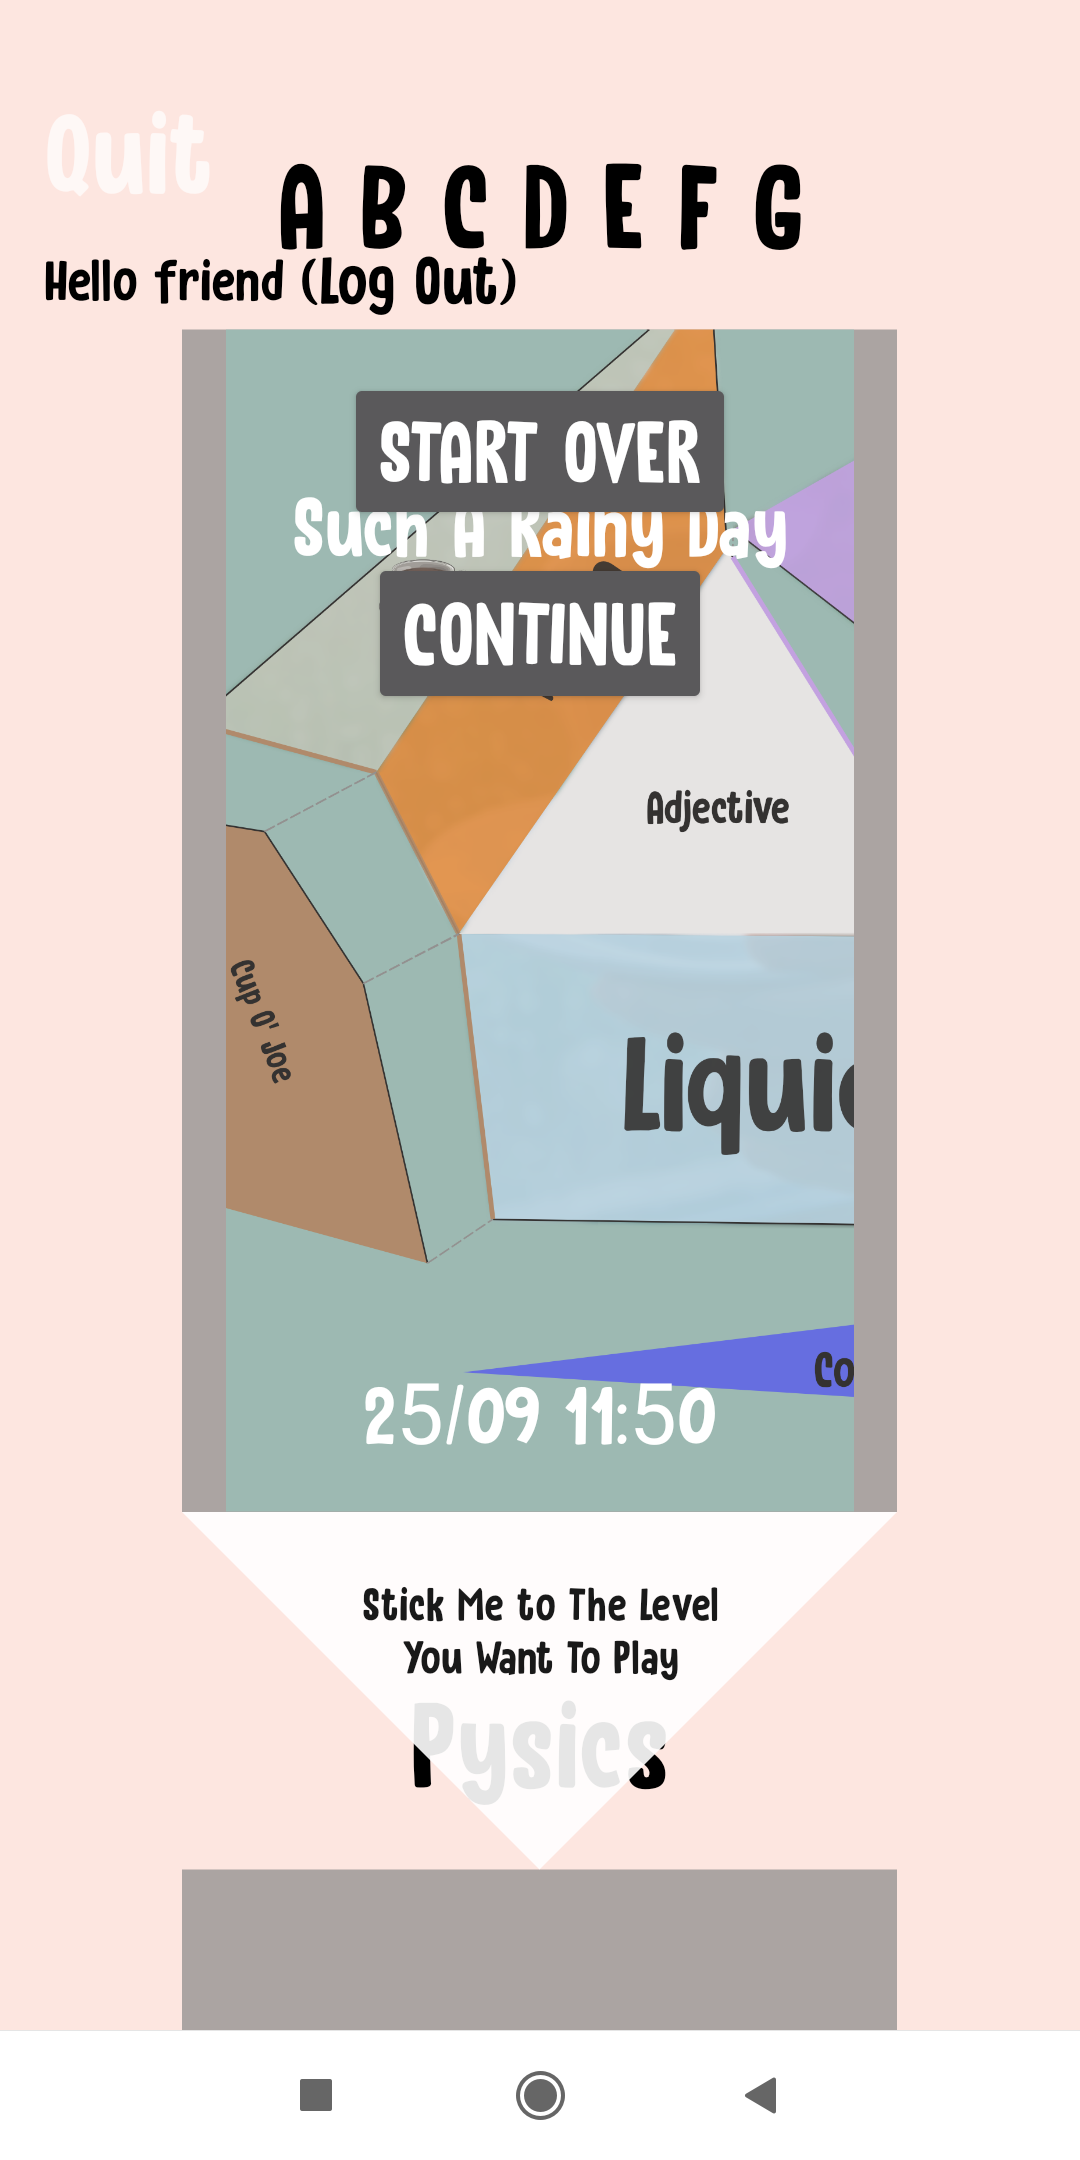 Quit
A B C D E F G
Hello friend (Log Out)
START OVER
Such A Rainy Day
CONTINUE
Adjective
Cup O' Joe
Liquid
Co
25/09 11:50
Stick Me to The Level
You Want To Play
Pysics